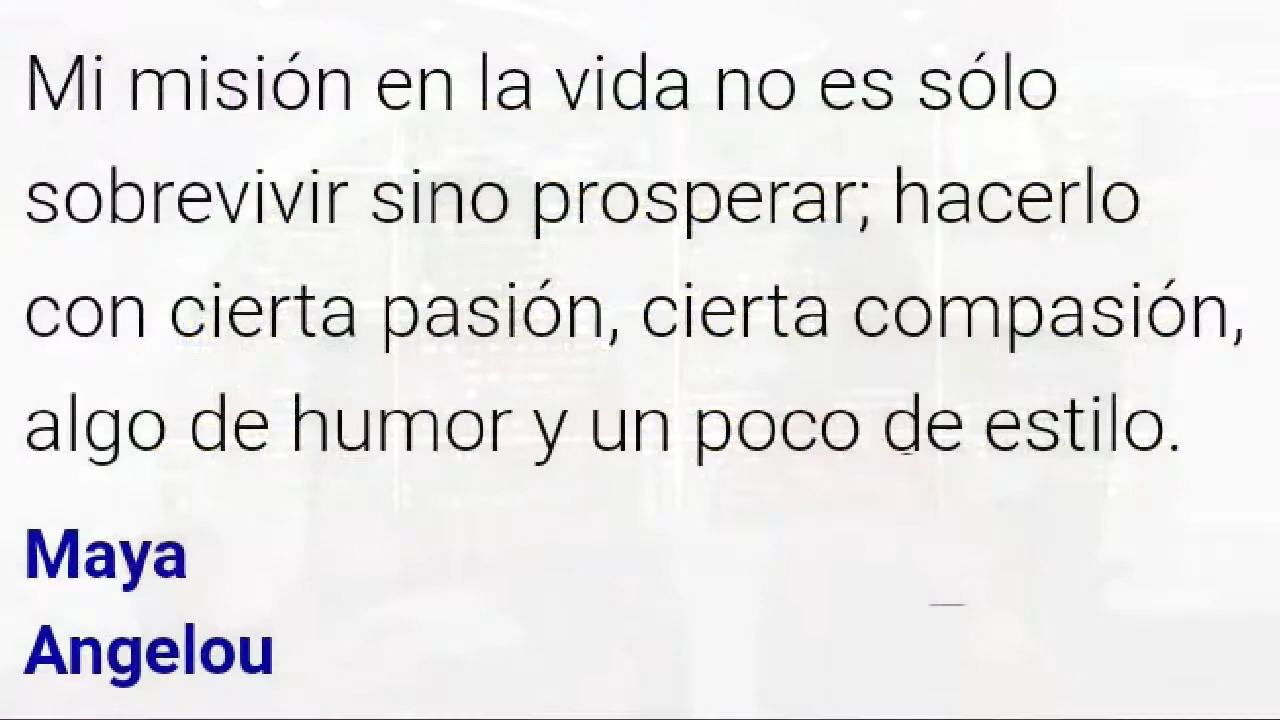 Mi misión en la vida no es sólo
sobrevivir sino prosperar; hacerlo
con cierta pasión, cierta compasión,
algo de humor y un poco de estilo.
Maya
Angelou